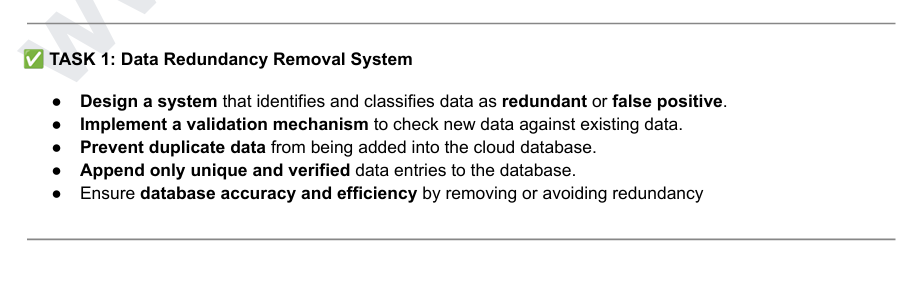 ✅ TASK 1: Data Redundancy Removal System
● Design a system that identifies and classifies data as redundant or false positive.
● Implement a validation mechanism to check new data against existing data.
● Prevent duplicate data from being added into the cloud database.
● Append only unique and verified data entries to the database.
● Ensure database accuracy and efficiency by removing or avoiding redundancy